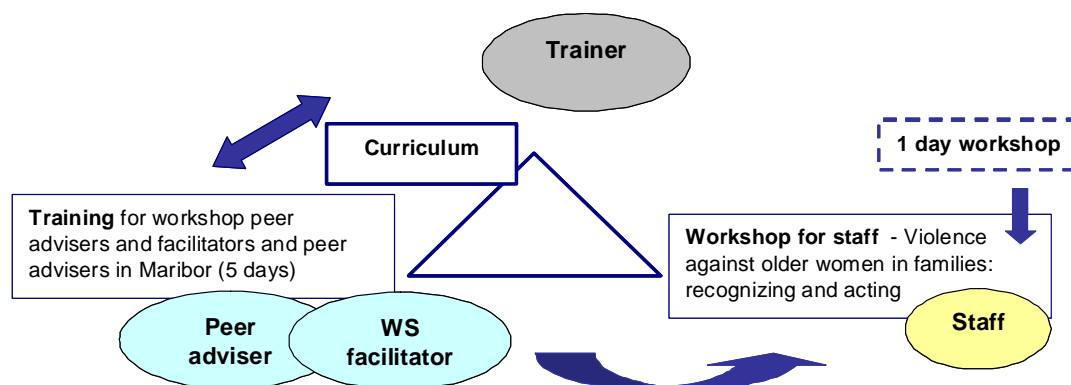 Trainer
Curriculum
1 day workshop
Training for workshop peer
advisers and facilitators and peer
advisers in Maribor (5 days)
Workshop for staff - Violence
against older women in families:
recognizing and acting
Peer
adviser
WS
facilitator
Staff